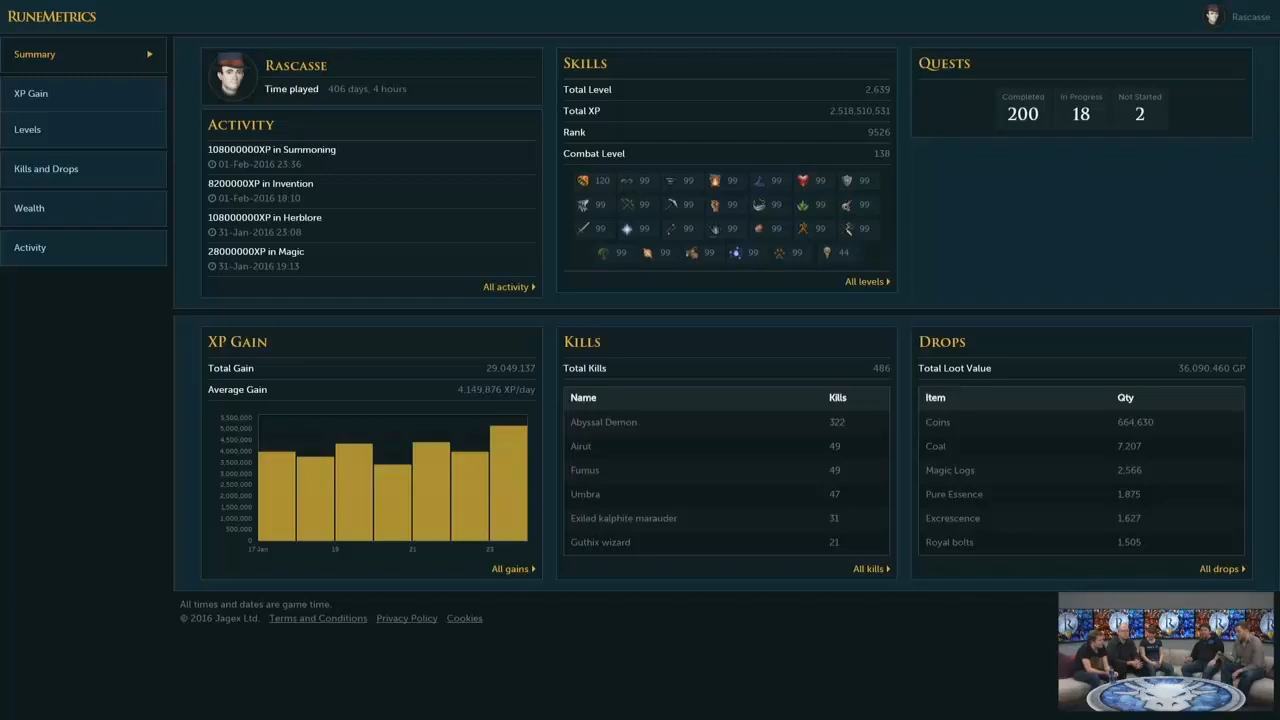 RUNEMETRICS
Rascasse
Summary
XP Gain
Levels
Kills and Drops
Wealth
Activity
RASCASSE
Time played 406 days, 4 hours
ACTIVITY
108000000XP in Summoning
01-Feb-2016 23:36
8200000XP in Invention
01-Feb-2016 18:10
108000000XP in Herblore
31-Jan-2016 23:08
28000000XP in Magic
31-Jan-2016 19:13
All activity
SKILLS
Total Level 2,639
Total XP 2,518,510,531
Rank 9526
Combat Level 138
120 99 99 99 99 99 99
99 99 99 99 99 99 99
99 99 99 99 99 99 99
99 99 99 99 99 44
All levels
QUESTS
Completed In Progress Not Started
200 18 2
XP GAIN
Total Gain 29,049,137
Average Gain 4,149,876 XP/day
5,500,000
5,000,000
4,500,000
4,000,000
3,500,000
3,000,000
2,500,000
2,000,000
1,500,000
1,000,000
500,000
0
17 Jan 19 21 23
All gains
KILLS
Total Kills 486
Name Kills
Abyssal Demon 322
Airut 49
Fumus 49
Umbra 47
Exiled kalphite marauder 31
Guthix wizard 21
All kills
DROPS
Total Loot Value 36,090,460 GP
Item Qty
Coins 664,630
Coal 7,207
Magic Logs 2,566
Pure Essence 1,875
Excrescence 1,627
Royal bolts 1,505
All drops
All times and dates are game time.
© 2016 Jagex Ltd. Terms and Conditions Privacy Policy Cookies